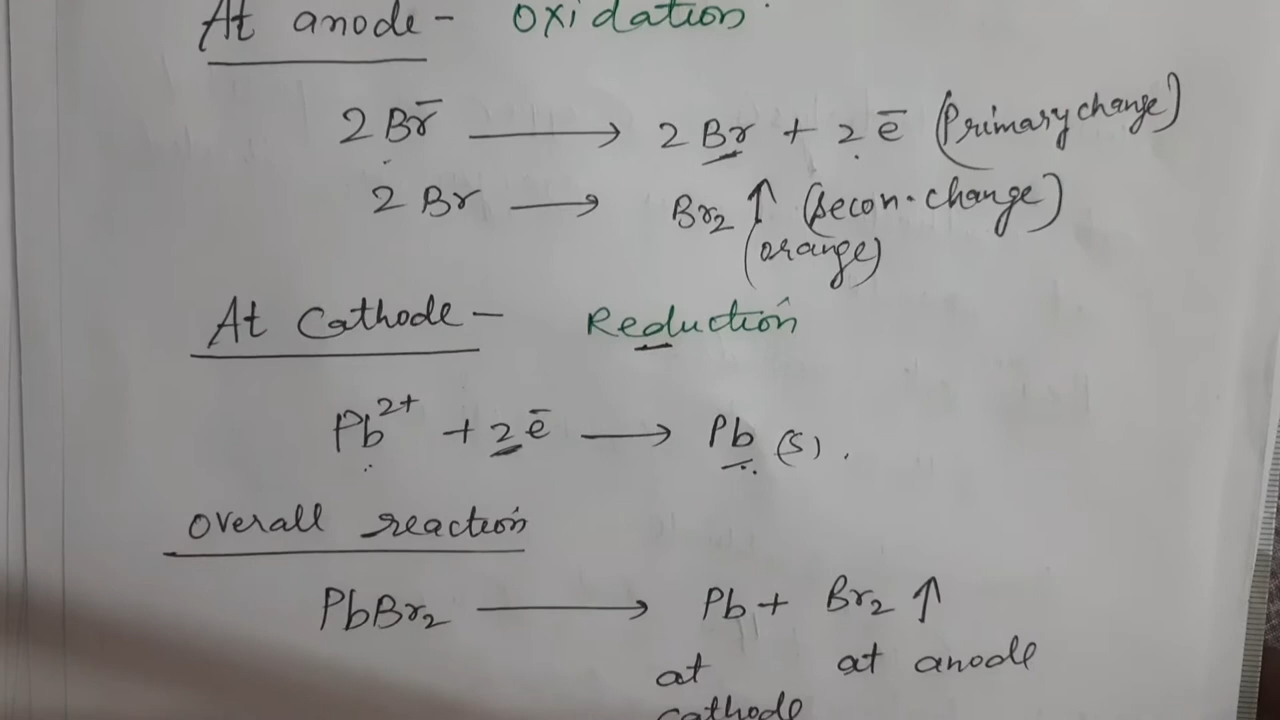 At anode - Oxidation
2 Br⁻ ⟶ 2 Br + 2 e⁻ (Primary change)
2 Br ⟶ Br₂ ↑ (secon. change)
(orange)
At Cathode - Reduction
Pb²⁺ + 2 e⁻ ⟶ Pb (s).
Overall reaction
PbBr₂ ⟶ Pb + Br₂ ↑
at at anode
cathode